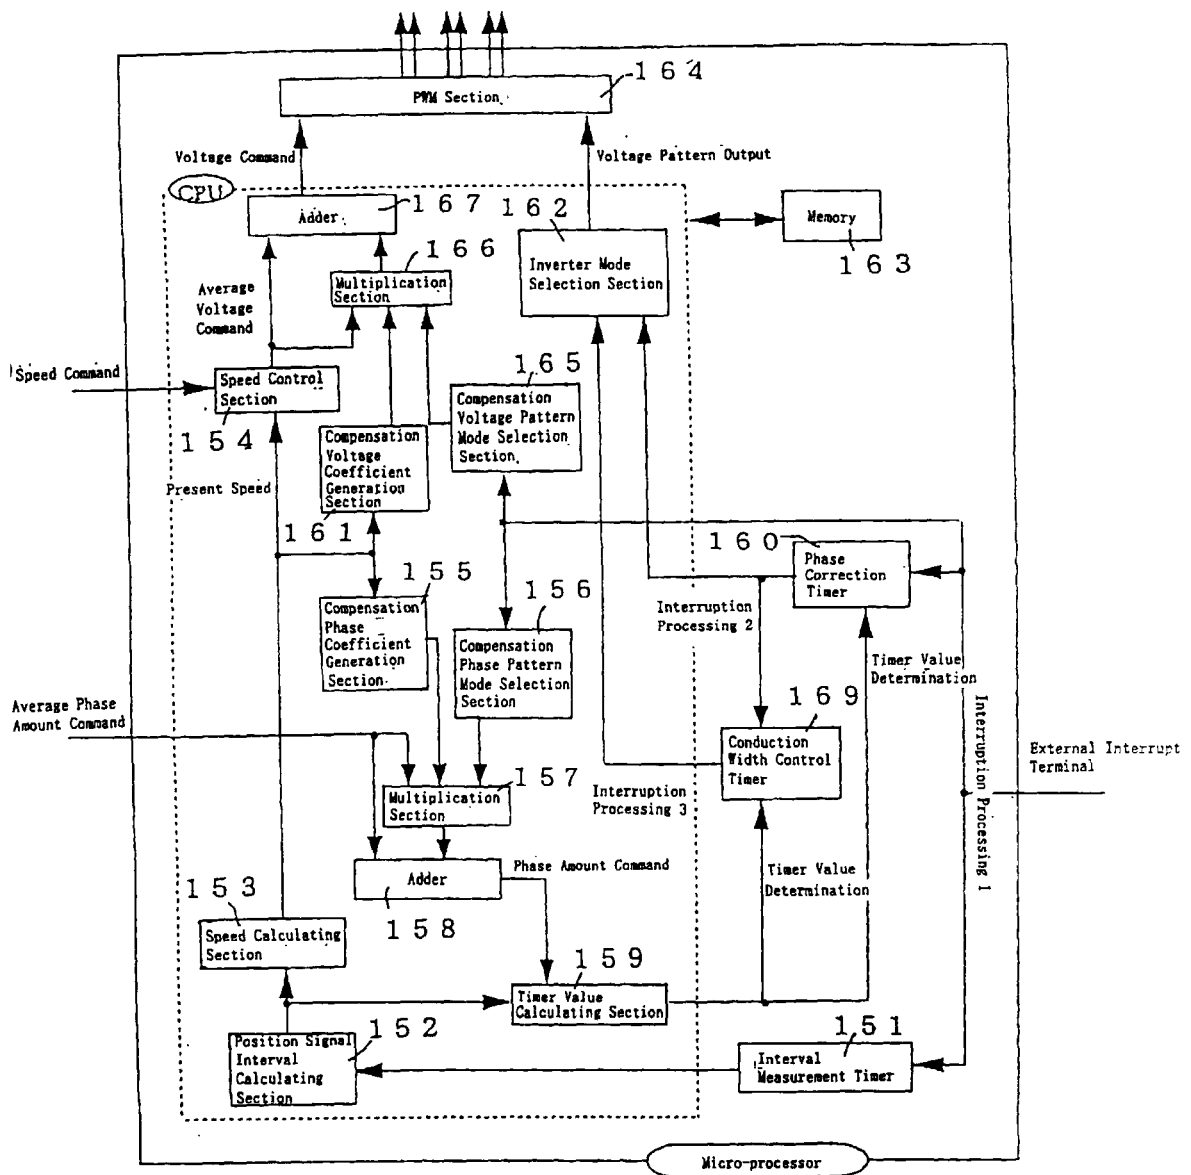 164
PWM Section
Voltage Command
Voltage Pattern Output
CPU
167
Adder
162
Memory
163
166
Inverter Mode
Selection Section
Multiplication
Section
Average
Voltage
Command
Speed Command
Speed Control
Section
154
165
Compensation
Voltage Pattern
Mode Selection
Section
Compensation
Voltage
Coefficient
Generation
Section
161
Present Speed
160
Phase
Correction
Timer
155
Compensation
Phase
Coefficient
Generation
Section
156
Compensation
Phase Pattern
Mode Selection
Section
Interruption
Processing 2
Timer Value
Determination
Interruption Processing 1
Average Phase
Amount Command
169
Conduction
Width Control
Timer
External Interrupt
Terminal
157
Multiplication
Section
Interruption
Processing 3
Adder
158
Phase Amount Command
Timer Value
Determination
153
Speed Calculating
Section
159
Timer Value
Calculating Section
152
Position Signal
Interval
Calculating
Section
151
Interval
Measurement Timer
Micro-processor